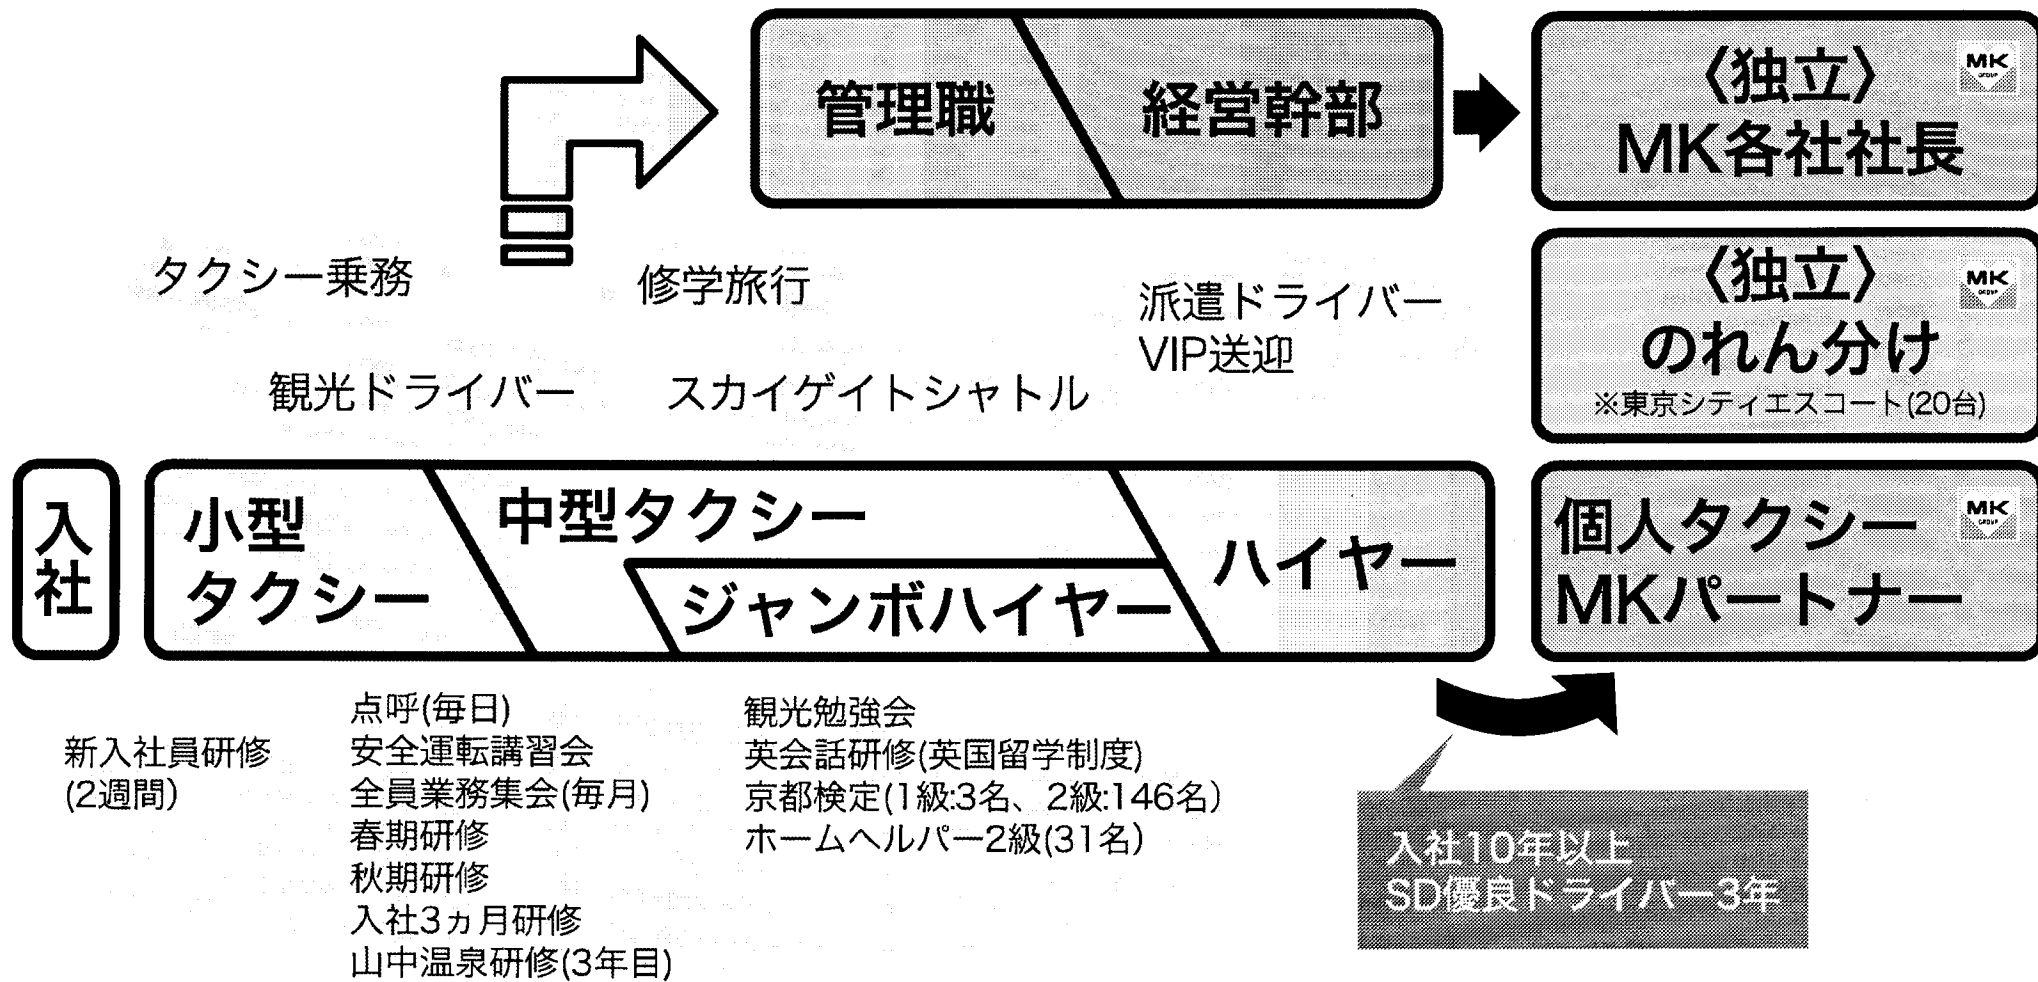 管理職
経営幹部
〈独立〉
MK各社社長
MK
GROUP
タクシー乗務
修学旅行
派遣ドライバー
VIP送迎
観光ドライバー
スカイゲイトシャトル
〈独立〉
のれん分け
※東京シティエスコート(20台)
MK
GROUP
入社
小型
タクシー
中型タクシー
ジャンボハイヤー
ハイヤー
個人タクシー
MKパートナー
MK
GROUP
新入社員研修
(2週間)
点呼(毎日)
安全運転講習会
全員業務集会(毎月)
春期研修
秋期研修
入社3ヵ月研修
山中温泉研修(3年目)
観光勉強会
英会話研修(英国留学制度)
京都検定(1級:3名、2級:146名)
ホームヘルパー2級(31名)
入社10年以上
SD優良ドライバー3年